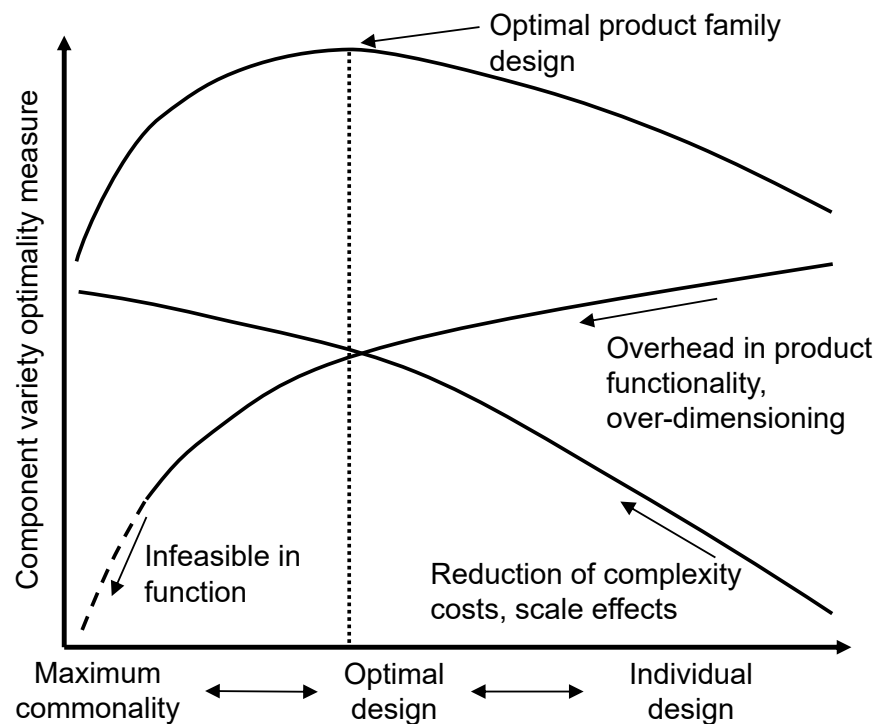 Optimal product family
design
Component variety optimality measure
Overhead in product
functionality,
over-dimensioning
Infeasible in
function
Reduction of complexity
costs, scale effects
Maximum
commonality
Optimal
design
Individual
design